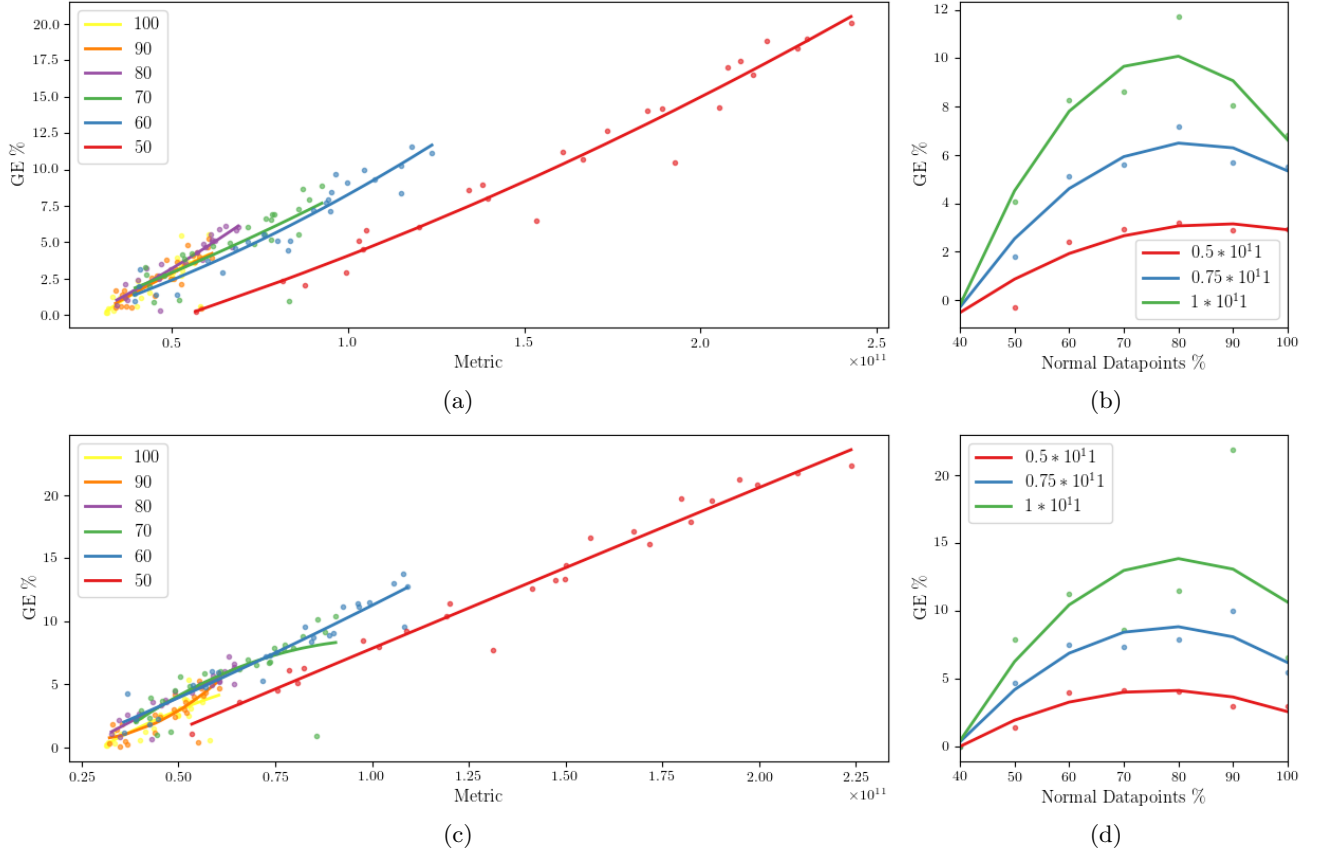 20.0
17.5
15.0
12.5
10.0
7.5
5.0
2.5
0.0
GE %
100
90
80
70
60
50
0.5 1.0 1.5 2.0 2.5
Metric
×10¹¹
(a)
12
10
8
6
4
2
0
GE %
0.5 ∗ 10¹1
0.75 ∗ 10¹1
1 ∗ 10¹1
40 50 60 70 80 90 100
Normal Datapoints %
(b)
20
15
10
5
0
GE %
100
90
80
70
60
50
0.25 0.50 0.75 1.00 1.25 1.50 1.75 2.00 2.25
Metric
×10¹¹
(c)
20
15
10
5
0
GE %
0.5 ∗ 10¹1
0.75 ∗ 10¹1
1 ∗ 10¹1
40 50 60 70 80 90 100
Normal Datapoints %
(d)